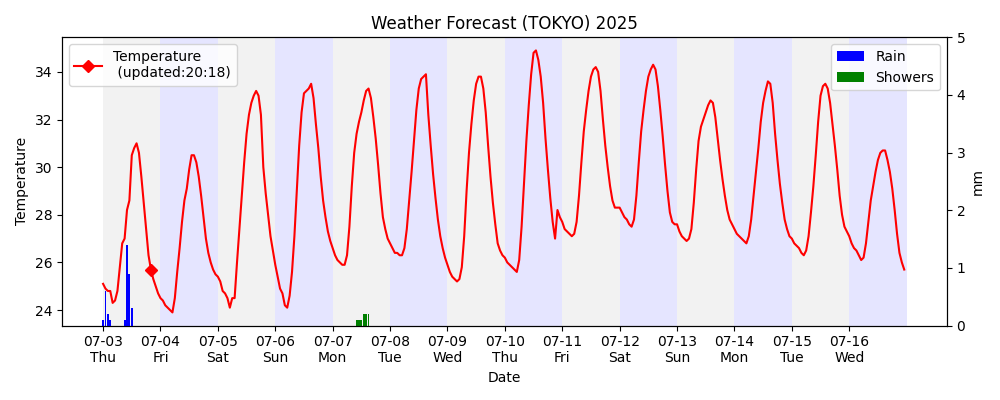 Weather Forecast (TOKYO) 2025
Temperature
(updated:20:18)
Rain
Showers
Temperature
34
32
30
28
26
24
5
4
3
2
1
0
mm
07-03 07-04 07-05 07-06 07-07 07-08 07-09 07-10 07-11 07-12 07-13 07-14 07-15 07-16
Thu Fri Sat Sun Mon Tue Wed Thu Fri Sat Sun Mon Tue Wed
Date